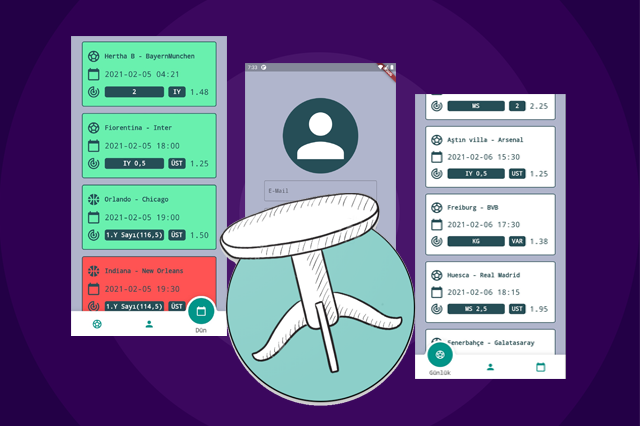 Hertha B - BayernMunchen
2021-02-05 04:21
2 IY 1.48
Fiorentina - Inter
2021-02-05 18:00
IY 0,5 ÜST 1.25
Orlando - Chicago
2021-02-05 19:00
1.Y Sayı(116,5) ÜST 1.50
Indiana - New Orleans
2021-02-05 19:30
1.Y Sayı(114,5) ÜST
Dün
7:33
E-Mail
MS 2 2.25
Aştın villa - Arsenal
2021-02-06 15:30
IY 0,5 ÜST 1.25
Freiburg - BVB
2021-02-06 17:30
KG VAR 1.38
Huesca - Real Madrid
2021-02-06 18:15
MS 2,5 ÜST 1.95
Fenerbahçe - Galatasaray
Günlük